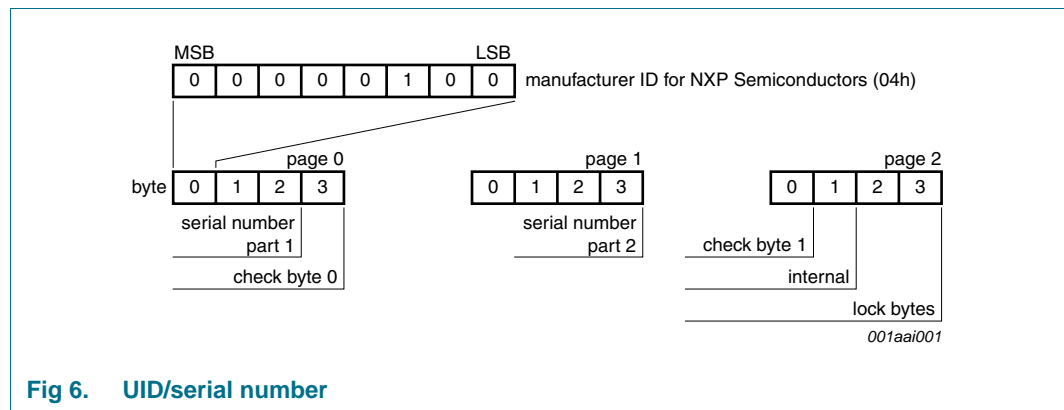 MSB LSB
0 0 0 0 0 1 0 0 manufacturer ID for NXP Semiconductors (04h)
page 0 page 1 page 2
byte 0 1 2 3 0 1 2 3 0 1 2 3
serial number
part 1
check byte 0
serial number
part 2
check byte 1
internal
lock bytes
001aai001
Fig 6. UID/serial number